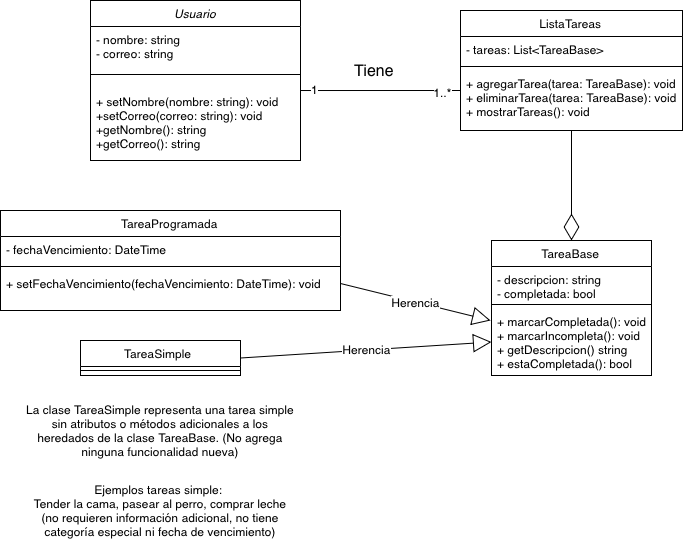 Usuario
- nombre: string
- correo: string
+ setNombre(nombre: string): void
+setCorreo(correo: string): void
+getNombre(): string
+getCorreo(): string
Tiene
1
1..*
ListaTareas
- tareas: List<TareaBase>
+ agregarTarea(tarea: TareaBase): void
+ eliminarTarea(tarea: TareaBase): void
+ mostrarTareas(): void
TareaProgramada
- fechaVencimiento: DateTime
+ setFechaVencimiento(fechaVencimiento: DateTime): void
Herencia
TareaBase
- descripcion: string
- completada: bool
+ marcarCompletada(): void
+ marcarIncompleta(): void
+ getDescripcion() string
+ estaCompletada(): bool
TareaSimple
Herencia
La clase TareaSimple representa una tarea simple
sin atributos o métodos adicionales a los
heredados de la clase TareaBase. (No agrega
ninguna funcionalidad nueva)
Ejemplos tareas simple:
Tender la cama, pasear al perro, comprar leche
(no requieren información adicional, no tiene
categoría especial ni fecha de vencimiento)